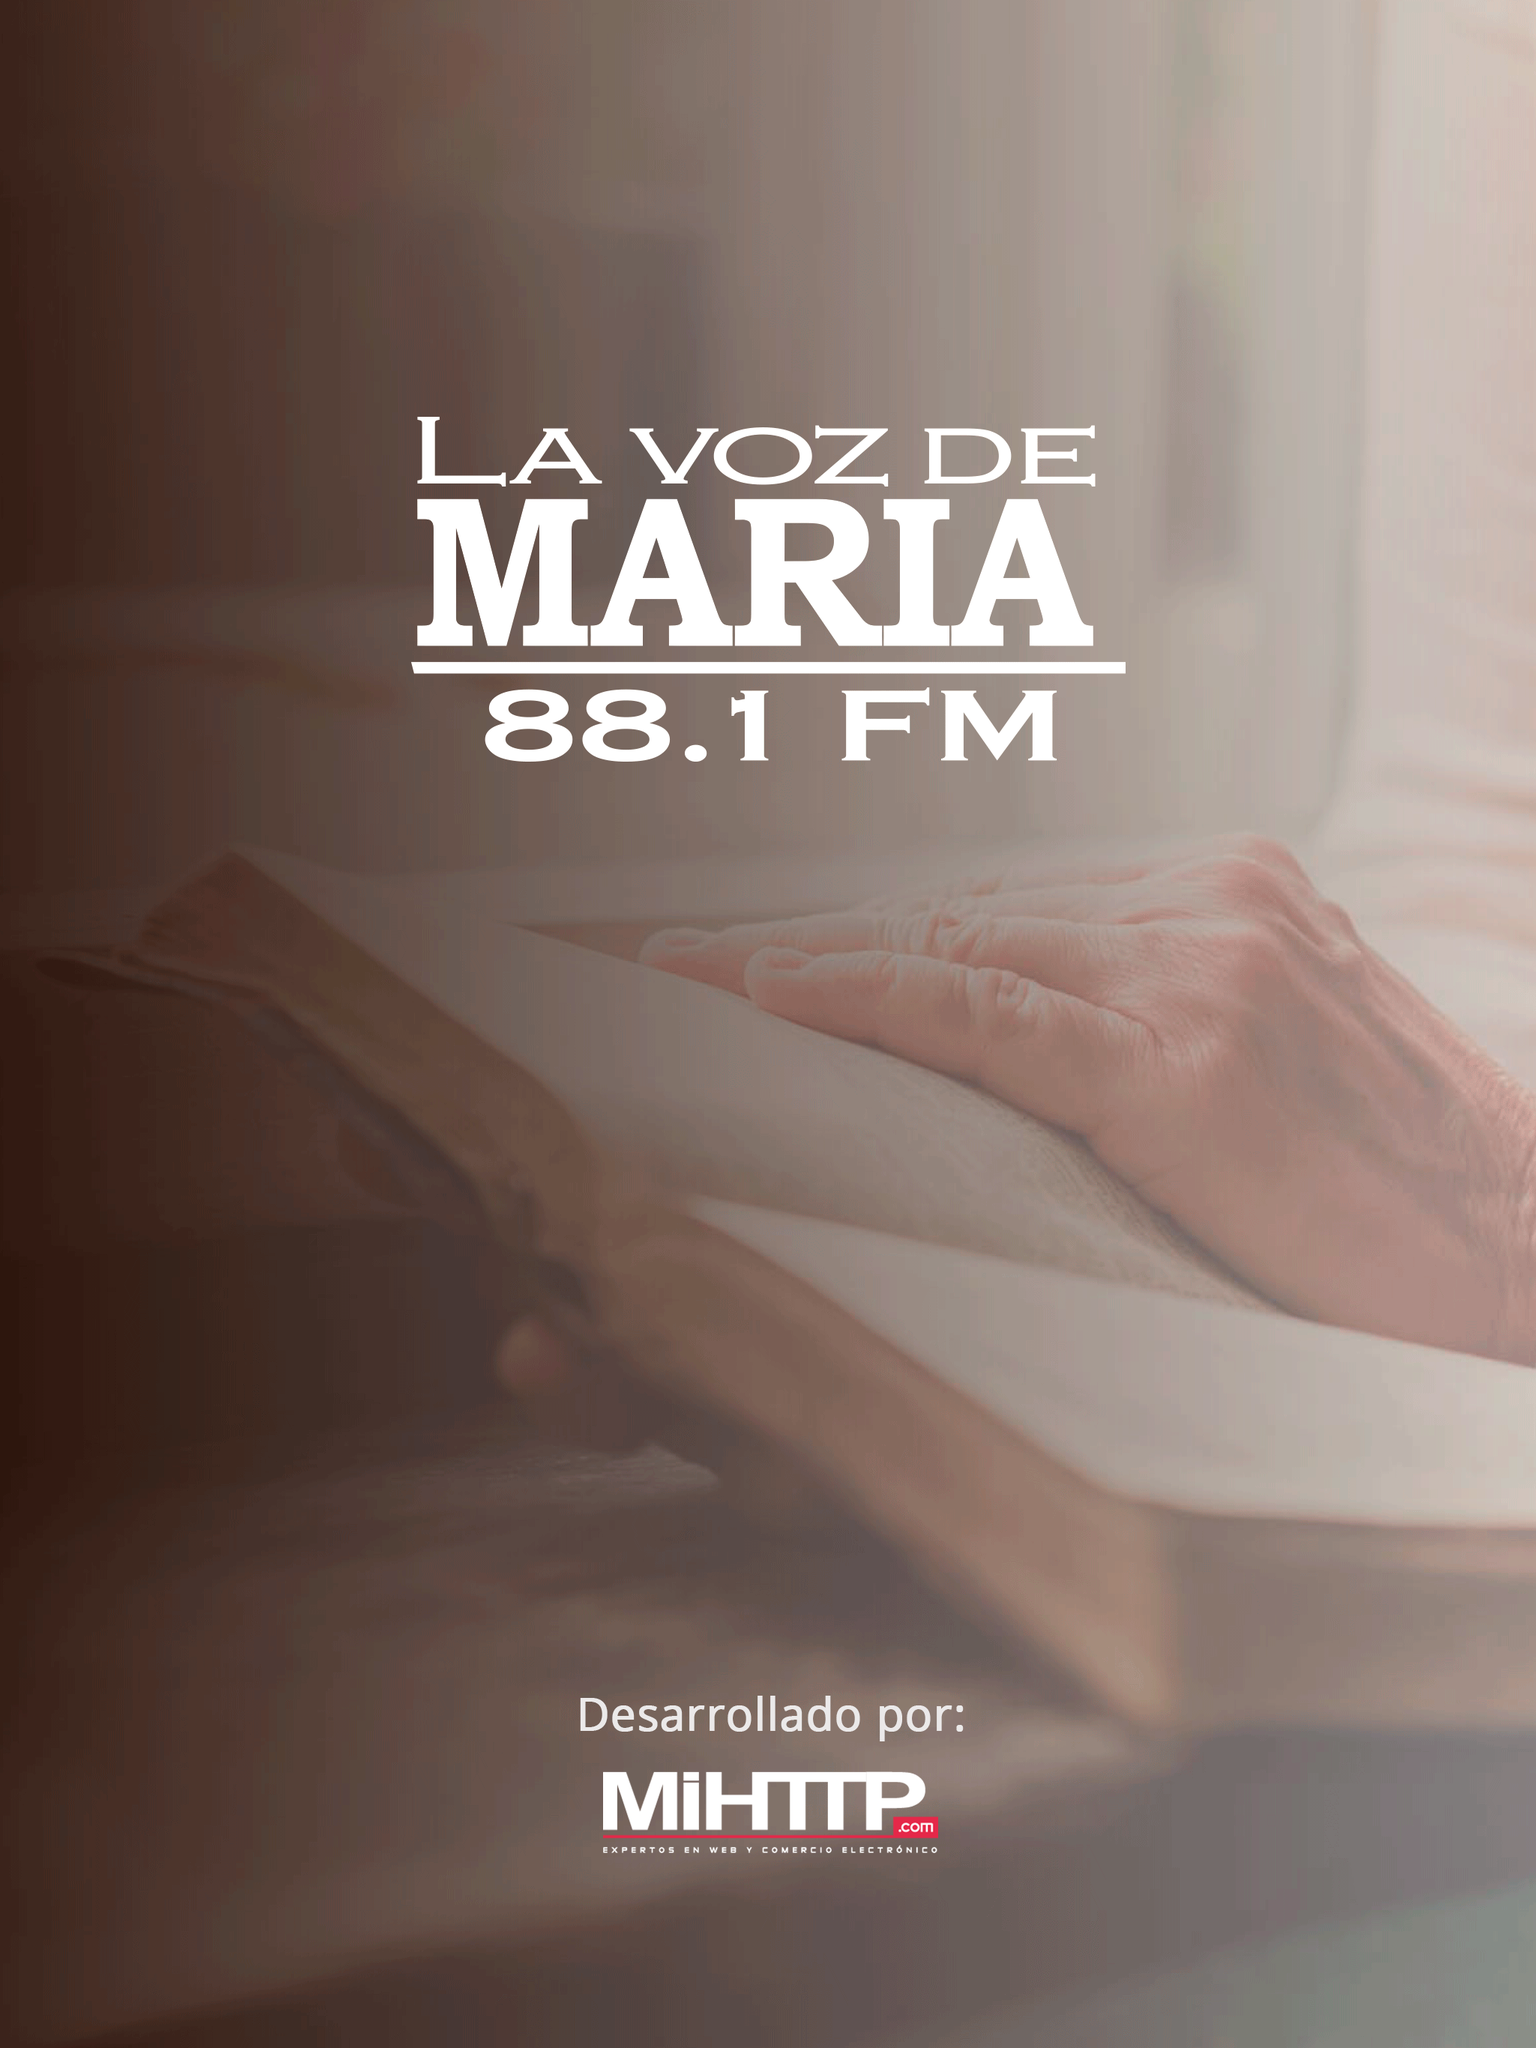 LA VOZ DE
MARIA
88.1 FM
Desarrollado por:
MiHTTP
.com
EXPERTOS EN WEB Y COMERCIO ELECTRÓNICO